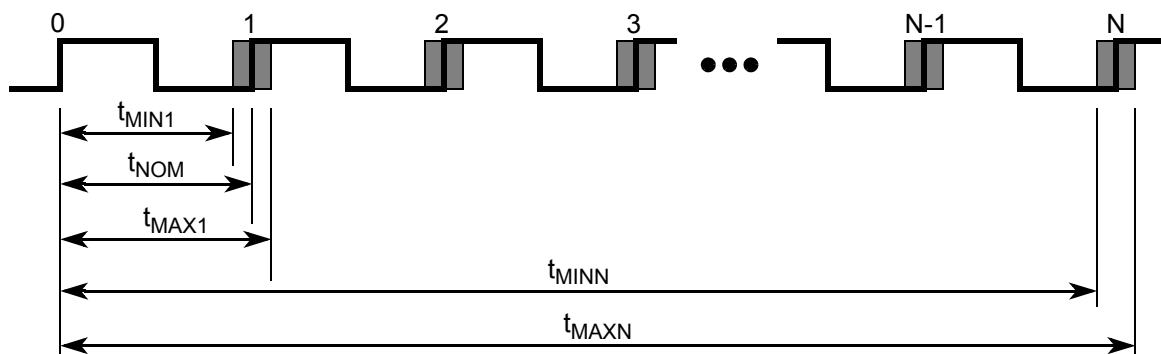 0 1 2 3 N-1 N
tMIN1
tNOM
tMAX1
tMINN
tMAXN